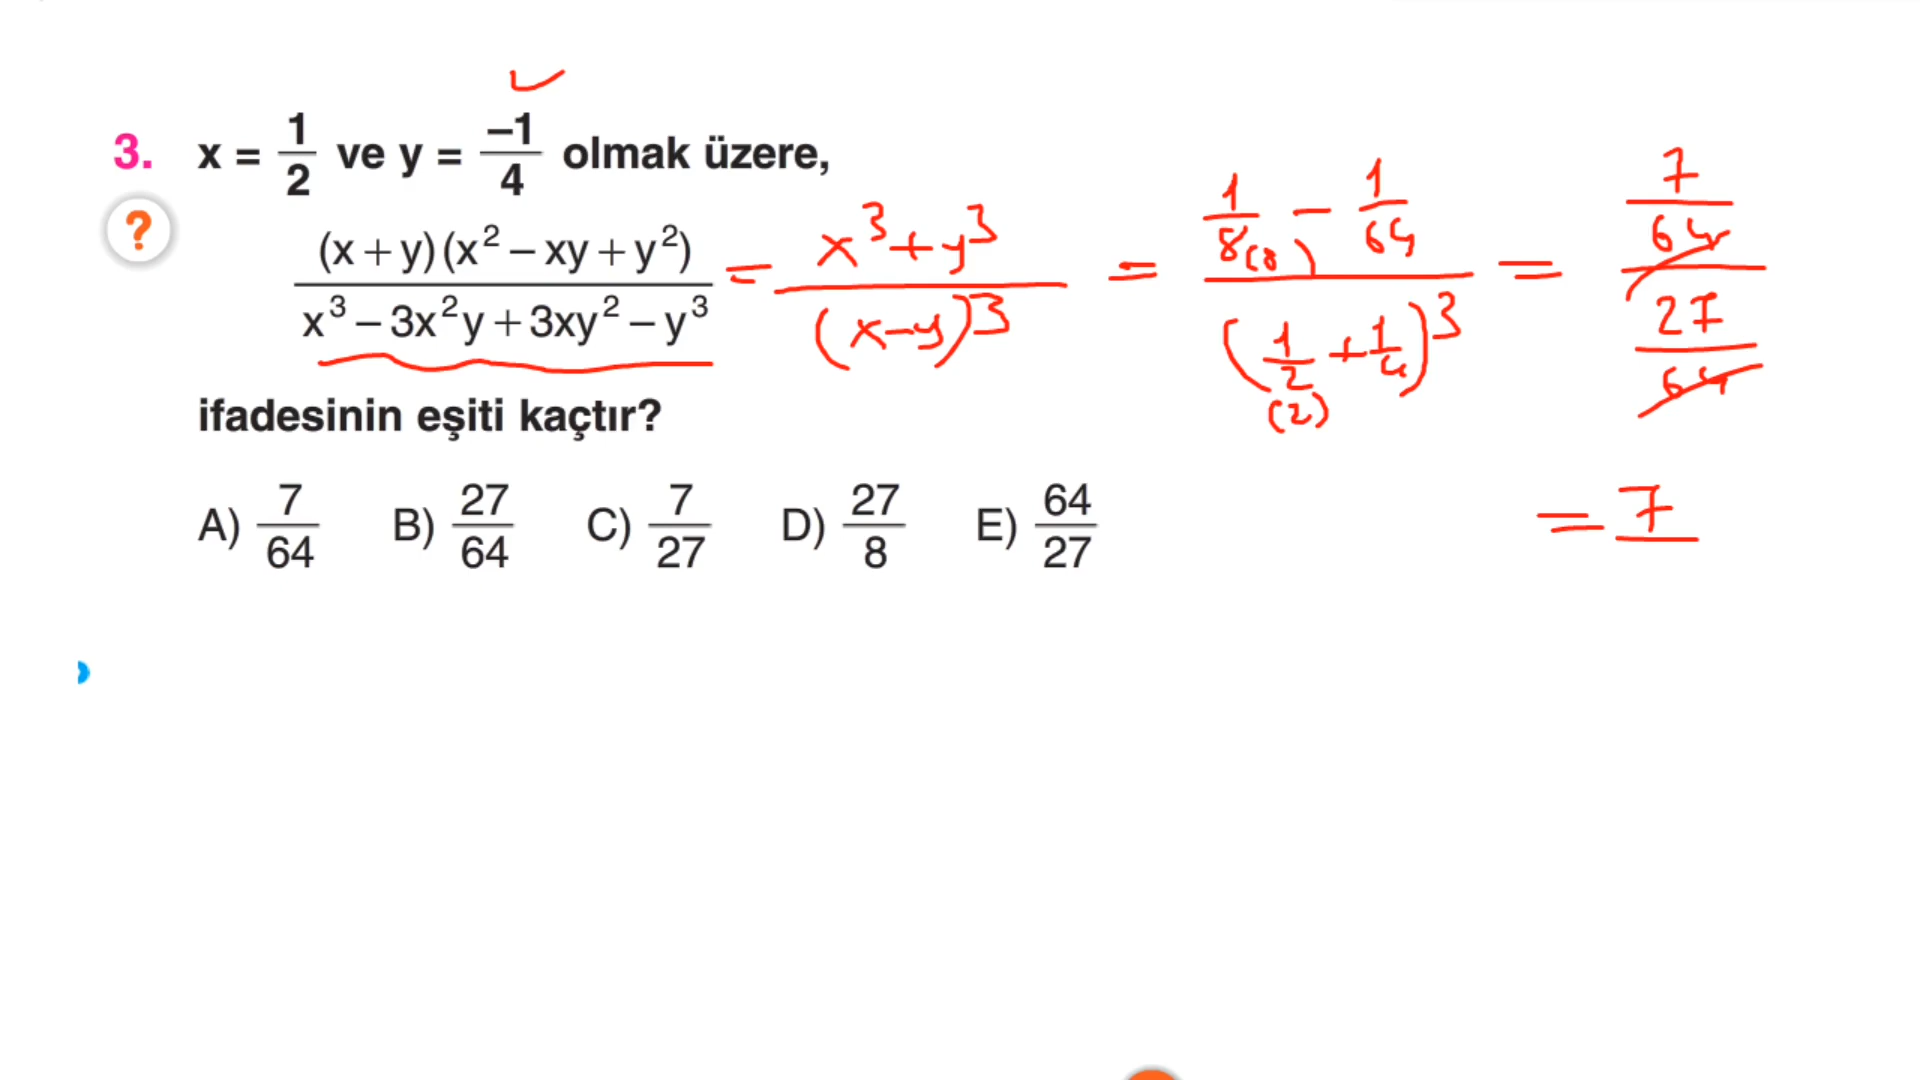 3. x = 1/2 ve y = –1/4 olmak üzere,
?
(x+y)(x² – xy + y²) / x³ – 3x²y + 3xy² – y³ = x³+y³ / (x–y)³ = 1/8(8) – 1/64 / (1/2(2) + 1/4)³ = 7/64 / 27/64
ifadesinin eşiti kaçtır?
A) 7/64 B) 27/64 C) 7/27 D) 27/8 E) 64/27
= 7